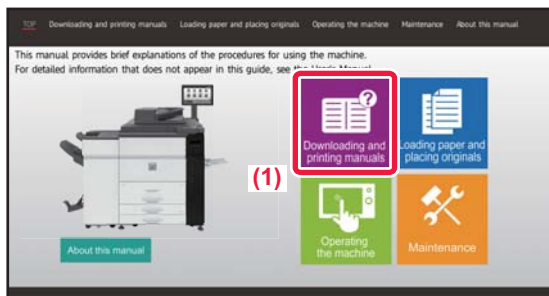 TOP Downloading and printing manuals Loading paper and placing originals Operating the machine Maintenance About this manual
This manual provides brief explanations of the procedures for using the machine.
For detailed information that does not appear in this guide, see the User's Manual.
Downloading and
printing manuals
Loading paper and
placing originals
(1)
Operating
the machine
Maintenance
About this manual